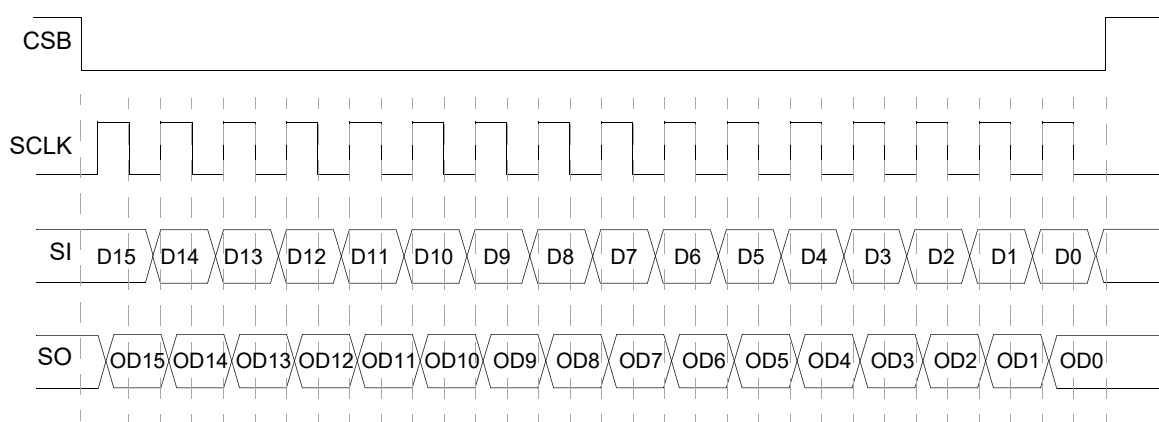 CSB
SCLK
SI D15 D14 D13 D12 D11 D10 D9 D8 D7 D6 D5 D4 D3 D2 D1 D0
SO OD15 OD14 OD13 OD12 OD11 OD10 OD9 OD8 OD7 OD6 OD5 OD4 OD3 OD2 OD1 OD0